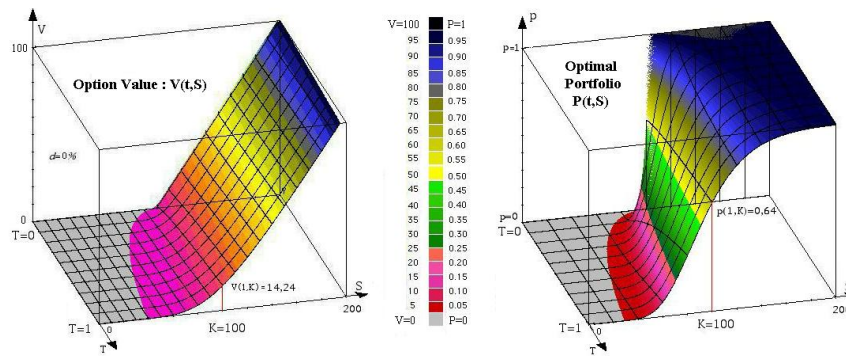 V
100
Option Value : V(t,S)
d=0%
0
T=0
T=1
T
0
K=100
V(1,K)=14,24
200
S
V=100 P=1
95 0.95
90 0.90
85 0.85
80 0.80
75 0.75
70 0.70
65 0.65
60 0.60
55 0.55
50 0.50
45 0.45
40 0.40
35 0.35
30 0.30
25 0.25
20 0.20
15 0.15
10 0.10
5 0.05
V=0 P=0
p
p=1
Optimal
Portfolio
P(t,S)
p=0
T=0
T=1
T
0
K=100
p(1,K)=0,64
200
S